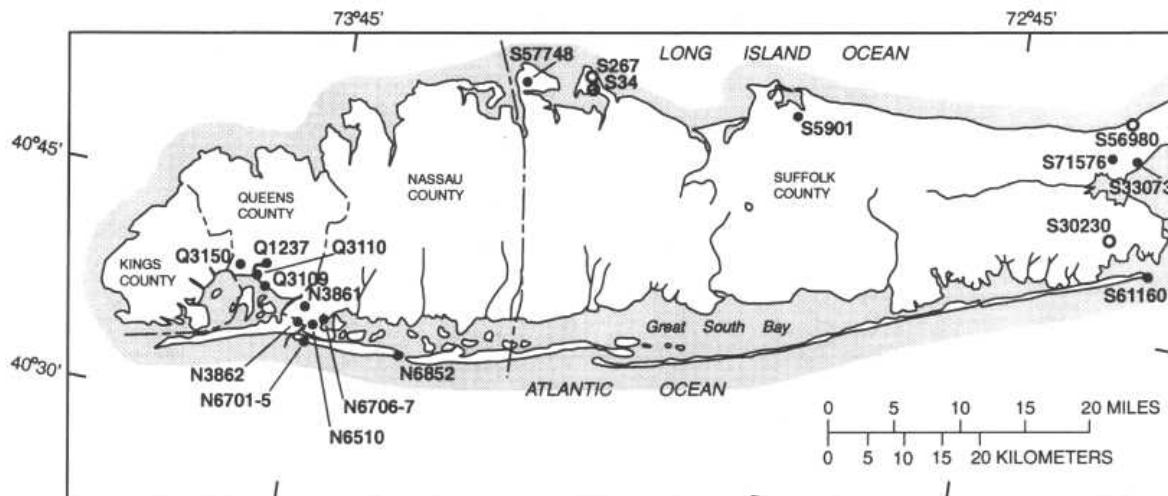 73°45'
72°45'
S57748
LONG ISLAND OCEAN
S267
S34
S5901
S56980
40°45'
S71576
S33073
NASSAU
COUNTY
SUFFOLK
COUNTY
QUEENS
COUNTY
S30230
Q3150
Q1237
Q3110
KINGS
COUNTY
Q3109
N3861
S61160
Great South Bay
40°30'
N3862
N6852
ATLANTIC OCEAN
N6701-5
N6706-7
N6510
0 5 10 15 20 MILES
0 5 10 15 20 KILOMETERS